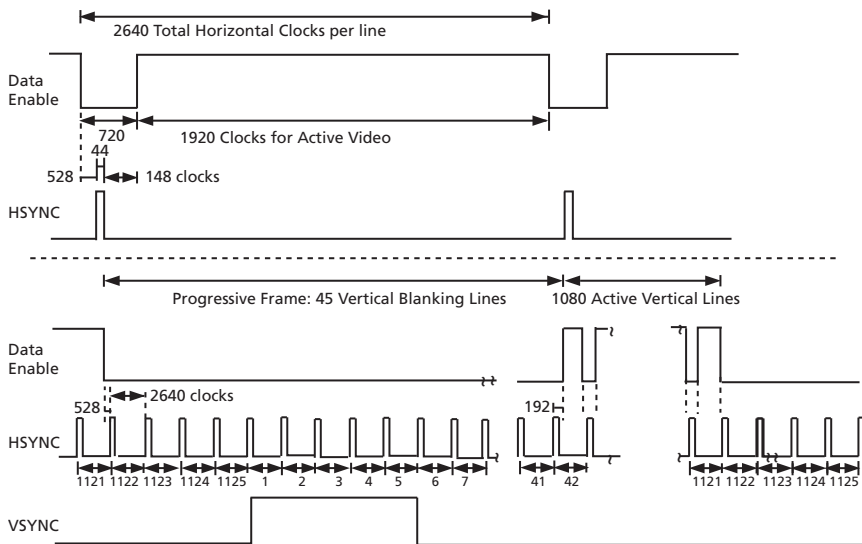 2640 Total Horizontal Clocks per line
Data
Enable
720
1920 Clocks for Active Video
44
528
148 clocks
HSYNC
Progressive Frame: 45 Vertical Blanking Lines
1080 Active Vertical Lines
Data
Enable
2640 clocks
528
192
HSYNC
1121 1122 1123 1124 1125 1 2 3 4 5 6 7 41 42 1121 1122 1123 1124 1125
VSYNC